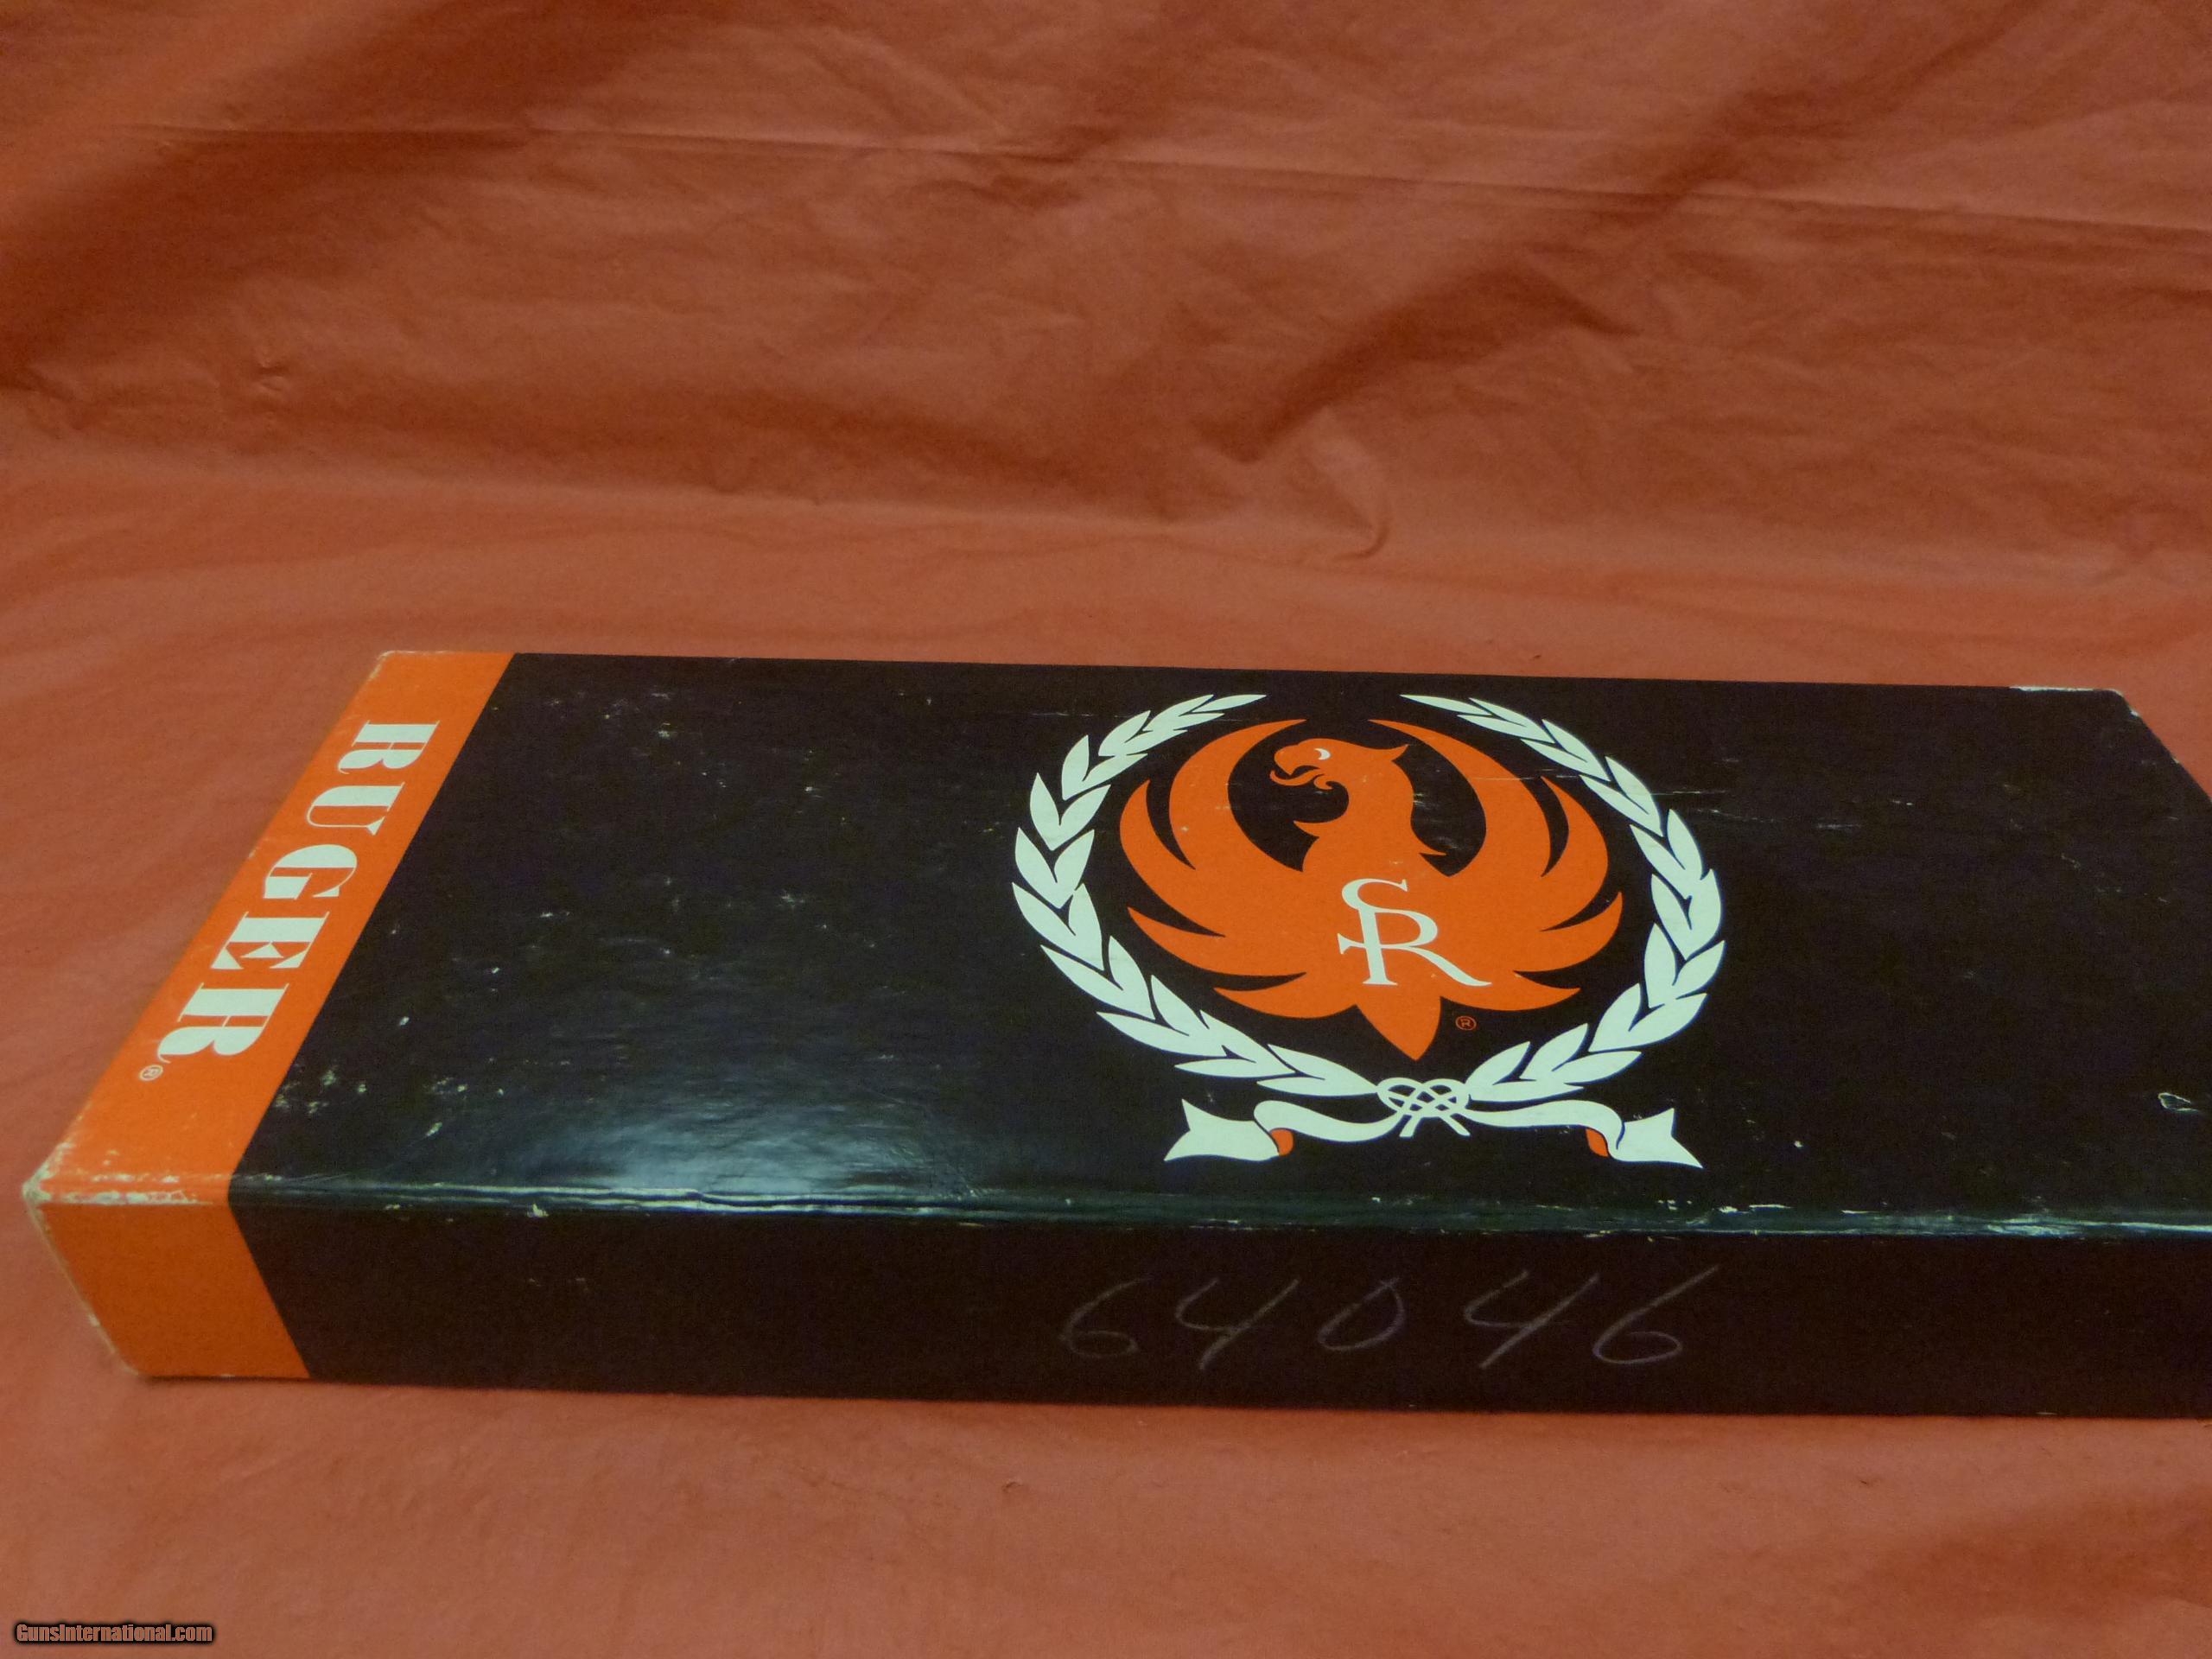 RUGER®
SR
®
64046
GunsInternational.com